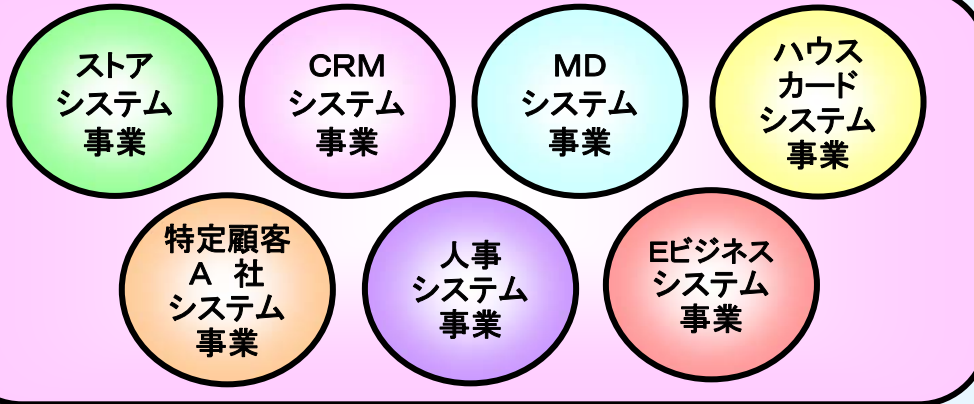 ストア
システム
事業
CRM
システム
事業
MD
システム
事業
ハウス
カード
システム
事業
特定顧客
A　社
システム
事業
人事
システム
事業
Eビジネス
システム
事業